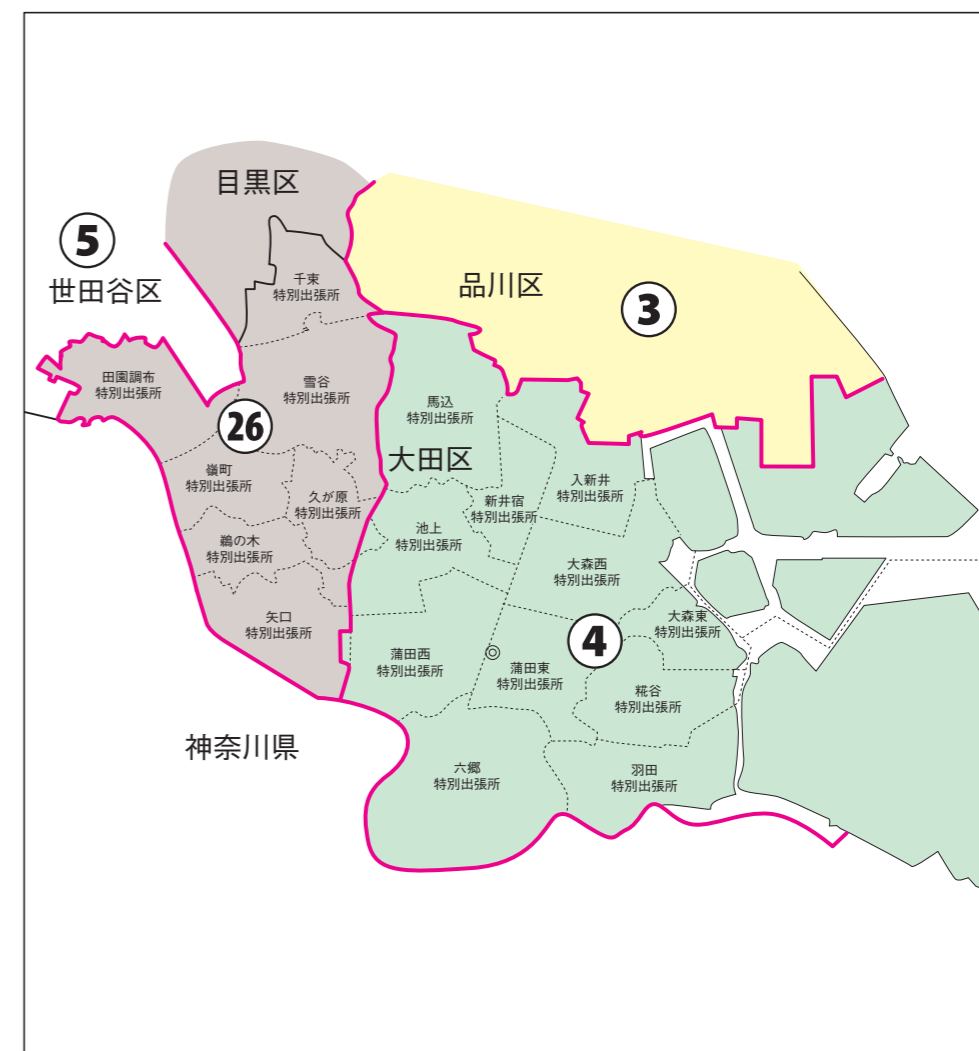 目黒区
5
世田谷区
千束
特別出張所
品川区
3
田園調布
特別出張所
雪谷
特別出張所
馬込
特別出張所
26
大田区
嶺町
特別出張所
久が原
特別出張所
新井宿
特別出張所
入新井
特別出張所
鵜の木
特別出張所
池上
特別出張所
大森西
特別出張所
矢口
特別出張所
大森東
特別出張所
4
蒲田西
特別出張所
蒲田東
特別出張所
糀谷
特別出張所
神奈川県
六郷
特別出張所
羽田
特別出張所